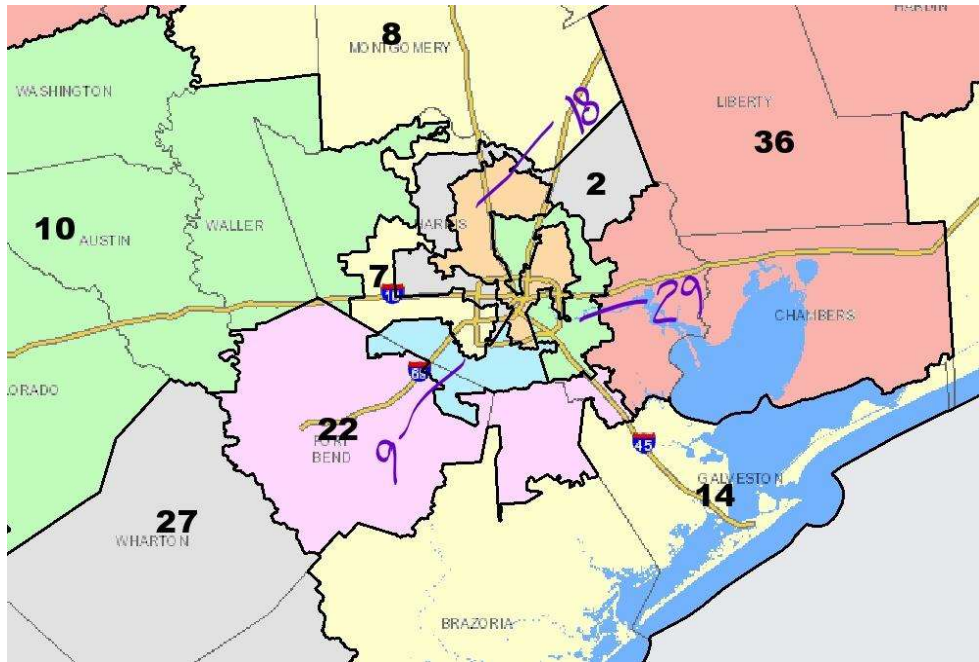 8
HARDIN
MONTGOMERY
WASHINGTON
18
LIBERTY
36
2
10
WALLER
HARRIS
AUSTIN
7
10
29
CHAMBERS
ORADO
22
FORT
BEND
9
45
GALVESTON
14
27
WHARTON
BRAZORIA